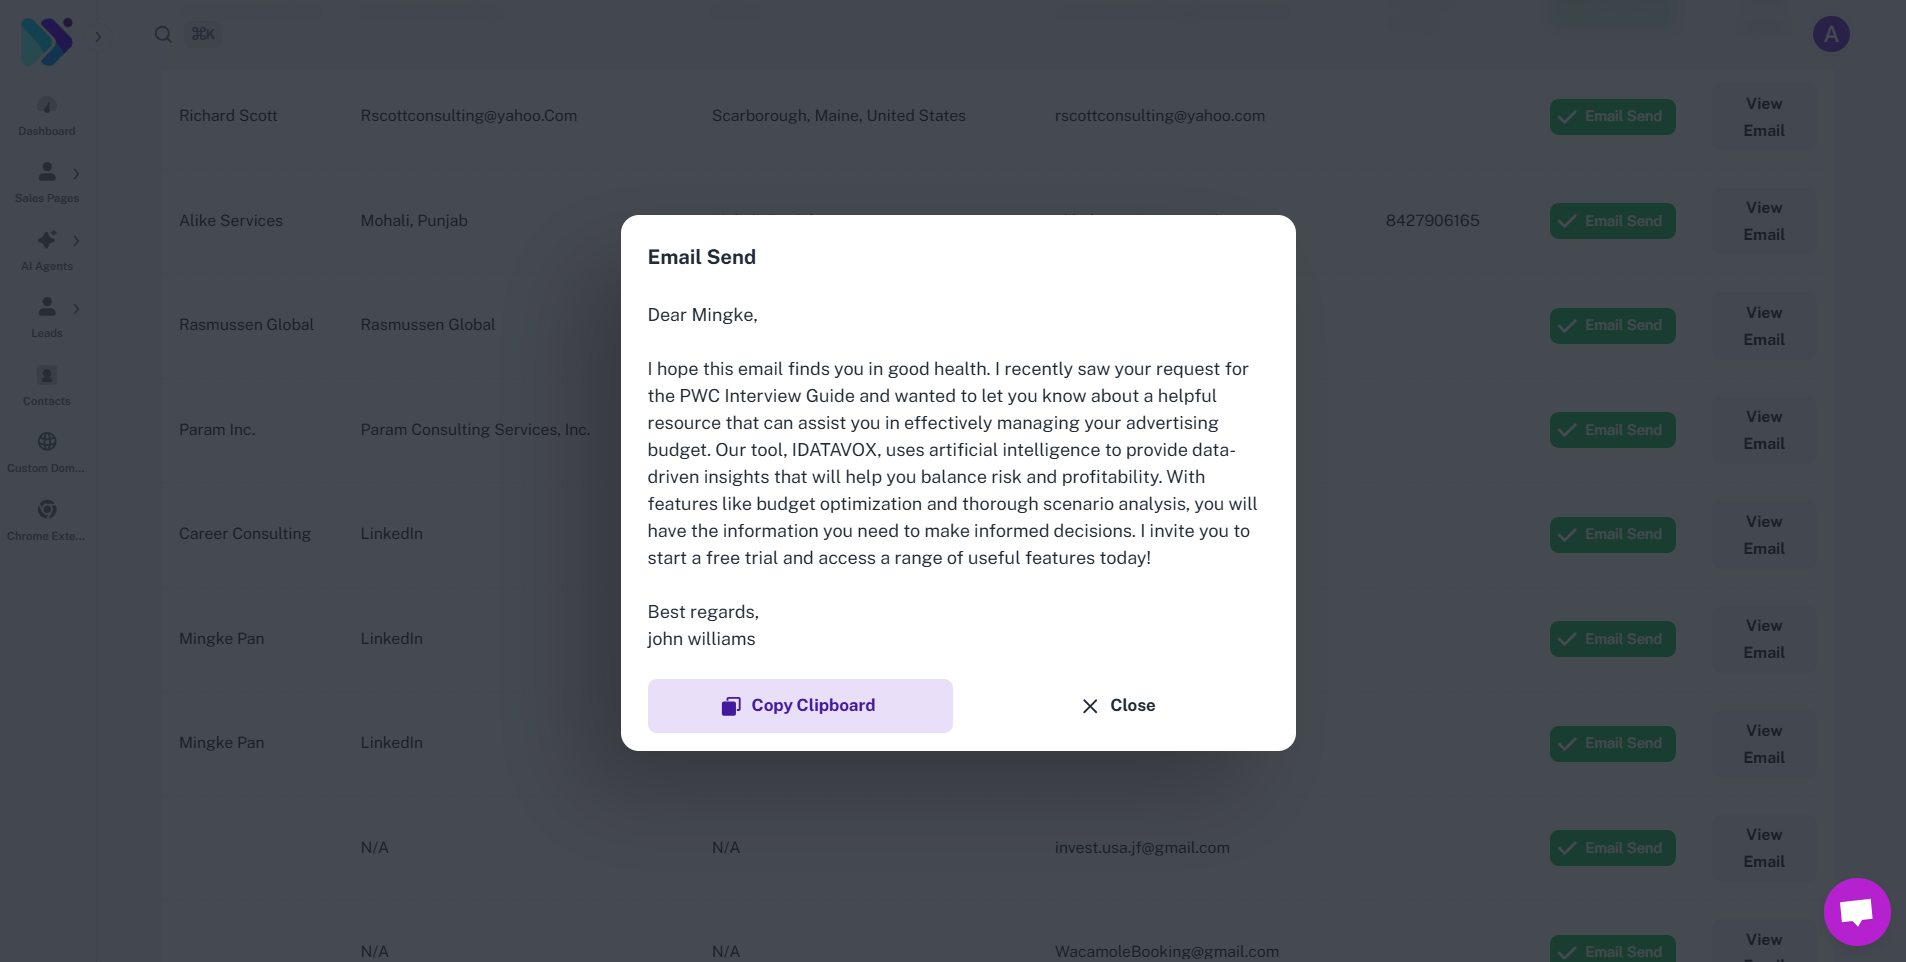 ⌘K
A
Dashboard
Sales Pages
AI Agents
Leads
Contacts
Custom Dom...
Chrome Exte...
Richard Scott Rscottconsulting@yahoo.Com Scarborough, Maine, United States rscottconsulting@yahoo.com Email Send View Email
Alike Services Mohali, Punjab 8427906165 Email Send View Email
Rasmussen Global Rasmussen Global Email Send View Email
Param Inc. Param Consulting Services, Inc. Email Send View Email
Career Consulting LinkedIn Email Send View Email
Mingke Pan LinkedIn Email Send View Email
Mingke Pan LinkedIn Email Send View Email
N/A N/A invest.usa.jf@gmail.com Email Send View Email
N/A N/A WacamoleBooking@gmail.com Email Send View
Email Send
Dear Mingke,
I hope this email finds you in good health. I recently saw your request for
the PWC Interview Guide and wanted to let you know about a helpful
resource that can assist you in effectively managing your advertising
budget. Our tool, IDATAVOX, uses artificial intelligence to provide data-
driven insights that will help you balance risk and profitability. With
features like budget optimization and thorough scenario analysis, you will
have the information you need to make informed decisions. I invite you to
start a free trial and access a range of useful features today!
Best regards,
john williams
Copy Clipboard
Close